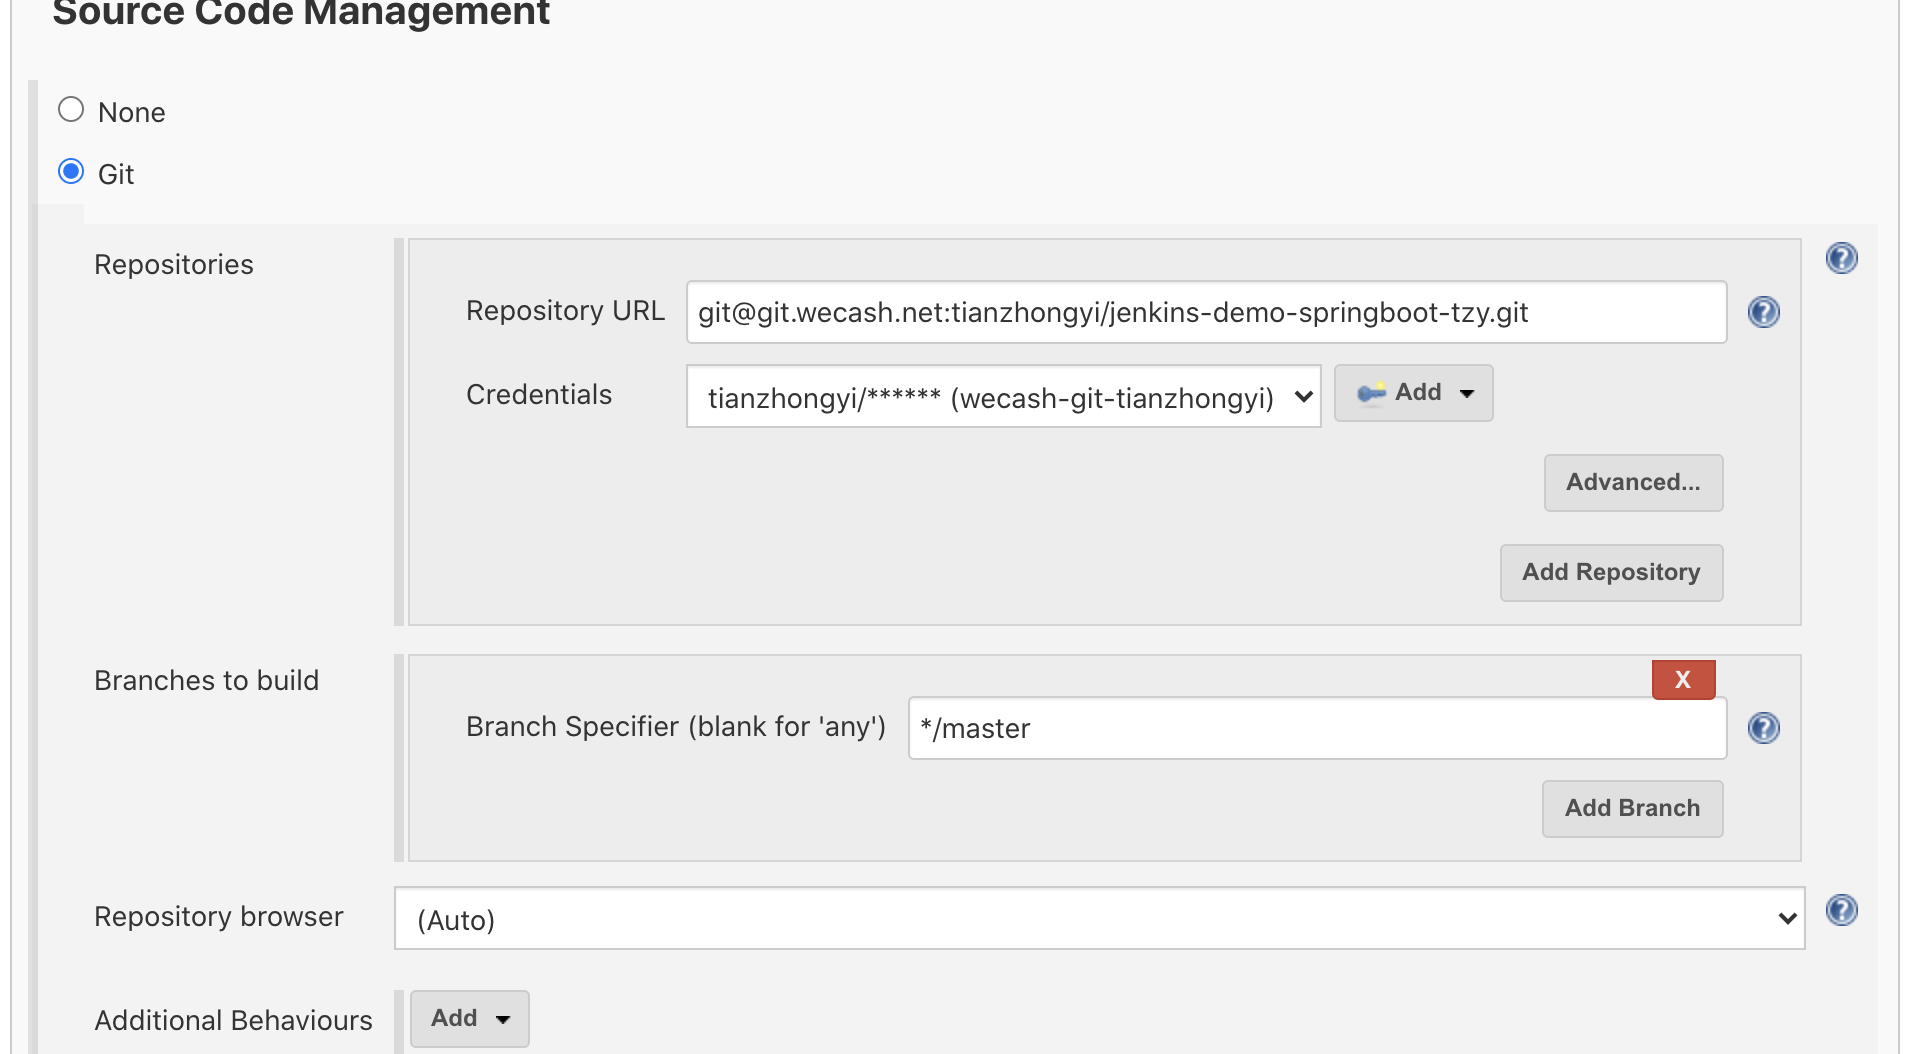 Source Code Management
None
Git
Repositories
Repository URL
git@git.wecash.net:tianzhongyi/jenkins-demo-springboot-tzy.git
Credentials
tianzhongyi/****** (wecash-git-tianzhongyi)
Add
Advanced...
Add Repository
Branches to build
X
Branch Specifier (blank for 'any')
*/master
Add Branch
Repository browser
(Auto)
Additional Behaviours
Add